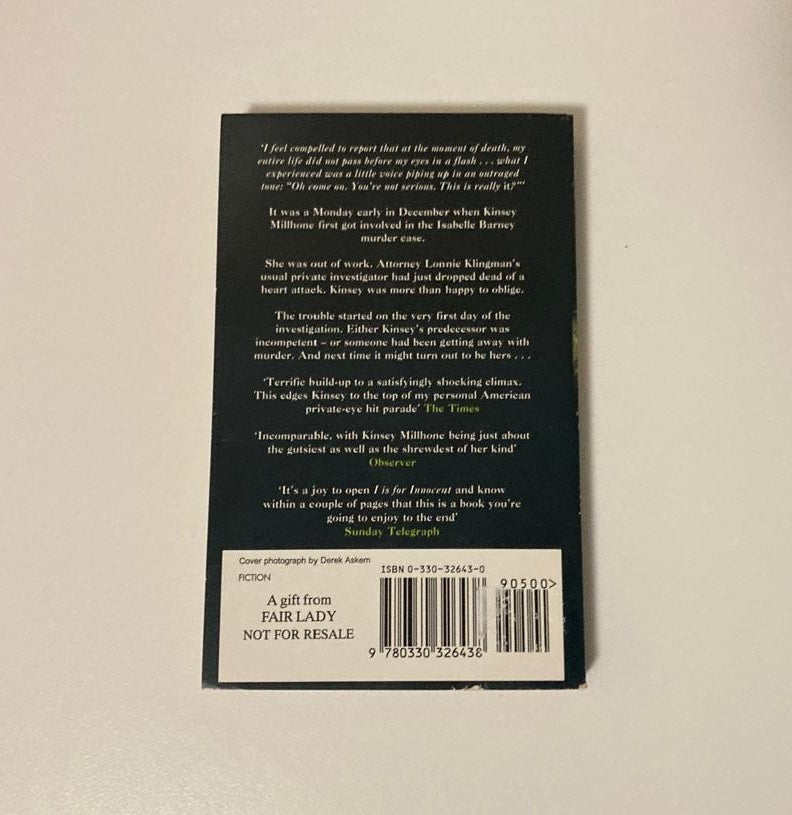 'I feel compelled to report that at the moment of death, my
entire life did not pass before my eyes in a flash . . . what I
experienced was a little voice piping up in an outraged
tone: "Oh come on. You're not serious. This is really it?"'
It was a Monday early in December when Kinsey
Millhone first got involved in the Isabelle Barney
murder case.
She was out of work. Attorney Lonnie Klingman's
usual private investigator had just dropped dead of a
heart attack. Kinsey was more than happy to oblige.
The trouble started on the very first day of the
investigation. Either Kinsey's predecessor was
incompetent – or someone had been getting away with
murder. And next time it might turn out to be hers . . .
'Terrific build-up to a satisfyingly shocking climax.
This edges Kinsey to the top of my personal American
private-eye hit parade' The Times
'Incomparable, with Kinsey Millhone being just about
the gutsiest as well as the shrewdest of her kind'
Observer
'It's a joy to open I is for Innocent and know
within a couple of pages that this is a book you're
going to enjoy to the end'
Sunday Telegraph
Cover photograph by Derek Askem
FICTION
A gift from
FAIR LADY
NOT FOR RESALE
ISBN 0-330-32643-0
90500>
9 780330 326438